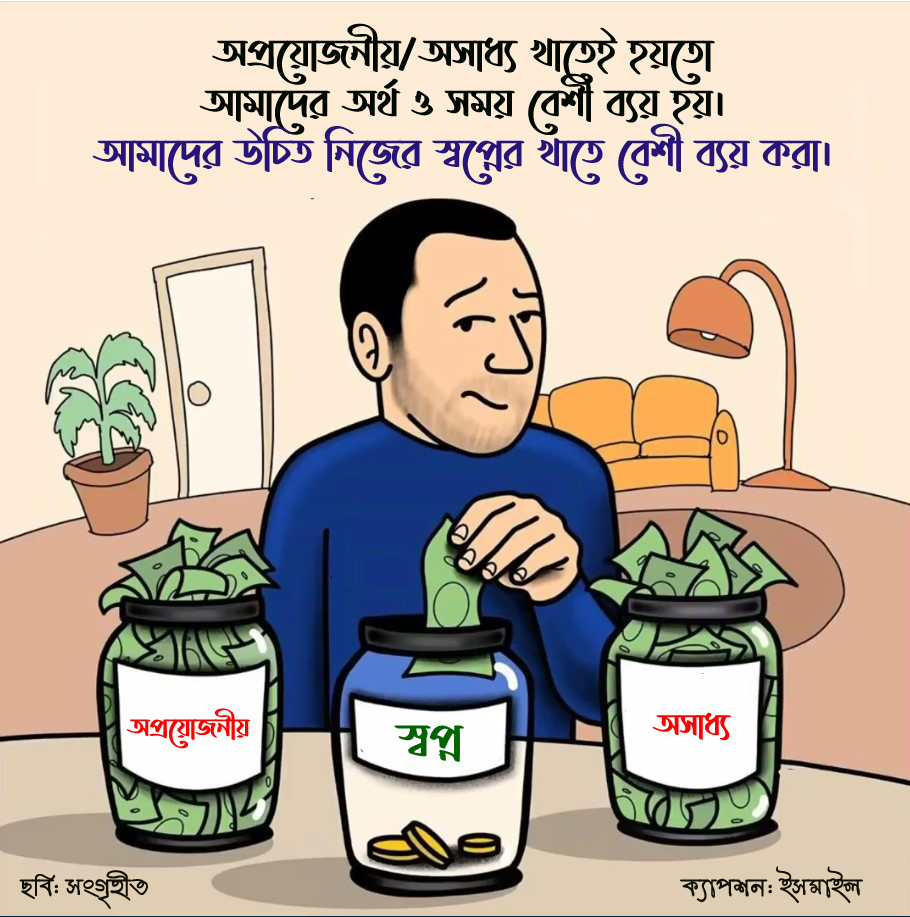 অপ্রয়োজনীয়/অসাধ্য খাতেই হয়তো
আমাদের অর্থ ও সময় বেশী ব্যয় হয়।
আমাদের উচিত নিজের স্বপ্নের খাতে বেশী ব্যয় করা।
অপ্রয়োজনীয়
স্বপ্ন
অসাধ্য
ছবি: সংগৃহীত
ক্যাপশন: ইসমাইল